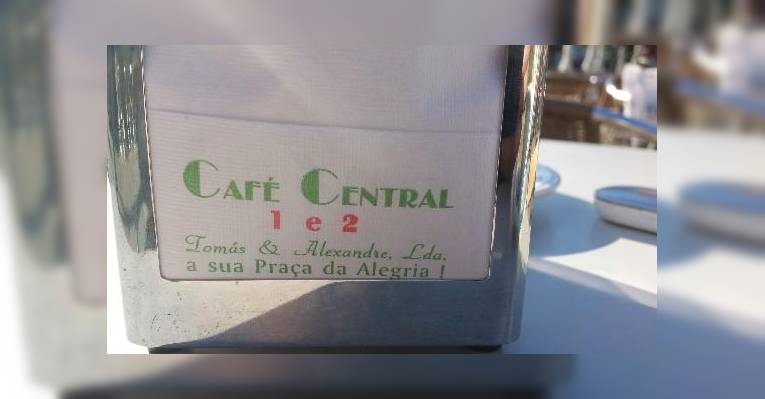 CAFÉ CENTRAL
1 e 2
Tomás & Alexandre, Lda.
a sua Praça da Alegria !